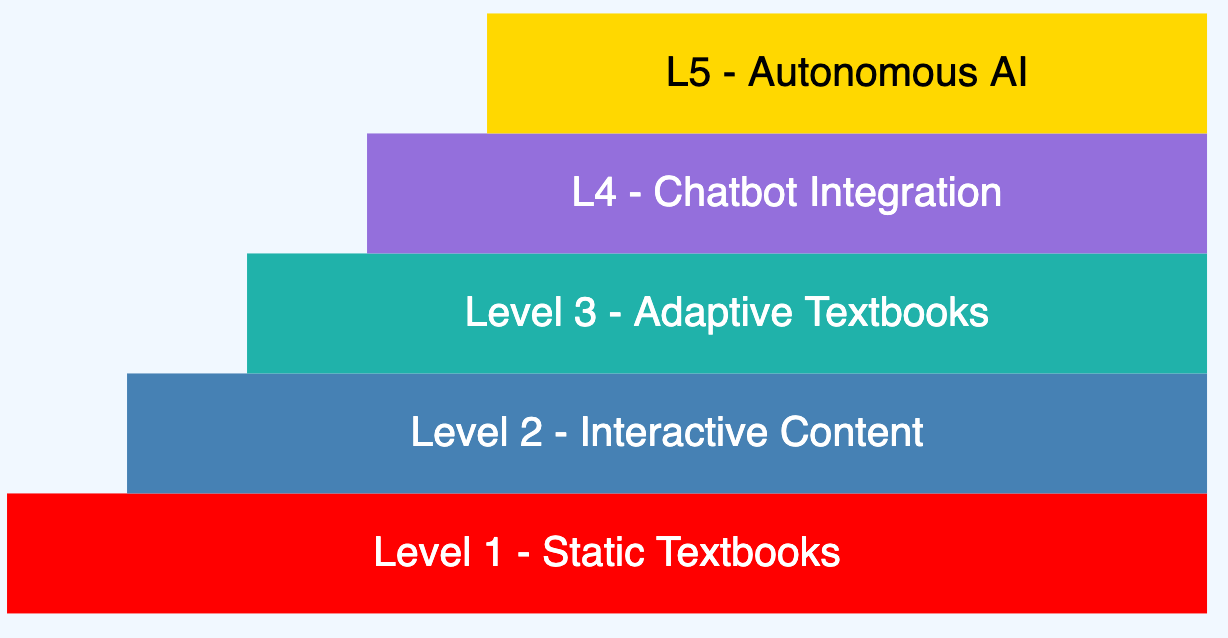 L5 - Autonomous AI
L4 - Chatbot Integration
Level 3 - Adaptive Textbooks
Level 2 - Interactive Content
Level 1 - Static Textbooks